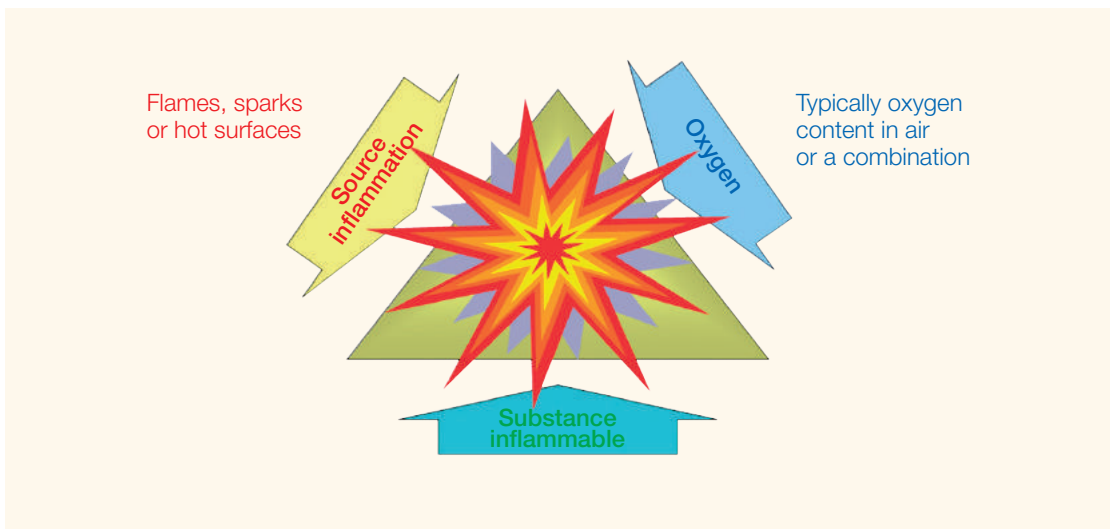 Flames, sparks
or hot surfaces
Source
inflammation
Oxygen
Typically oxygen
content in air
or a combination
Substance
inflammable